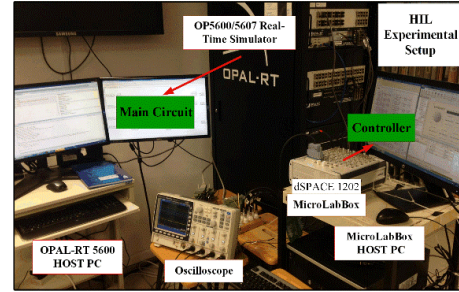 OP5600/5607 Real-
Time Simulator
HIL
Experimental
Setup
OPAL-RT
Main Circuit
Controller
dSPACE 1202
MicroLabBox
OPAL-RT 5600
HOST PC
Oscilloscope
MicroLabBox
HOST PC